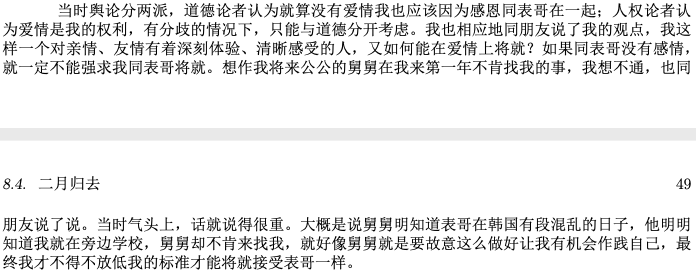 当时舆论分两派，道德论者认为就算没有爱情我也应该因为感恩同表哥在一起；人权论者认
为爱情是我的权利，有分歧的情况下，只能与道德分开考虑。我也相应地同朋友说了我的观点，我这
样一个对亲情、友情有着深刻体验、清晰感受的人，又如何能在爱情上将就？如果同表哥没有感情，
就一定不能强求我同表哥将就。想作我将来公公的舅舅在我来第一年不肯找我的事，我想不通，也同
8.4. 二月归去 49
朋友说了说。当时气头上，话就说得很重。大概是说舅舅明知道表哥在韩国有段混乱的日子，他明明
知道我就在旁边学校，舅舅却不肯来找我，就好像舅舅就是要故意这么做好让我有机会作践自己，最
终我才不得不放低我的标准才能将就接受表哥一样。